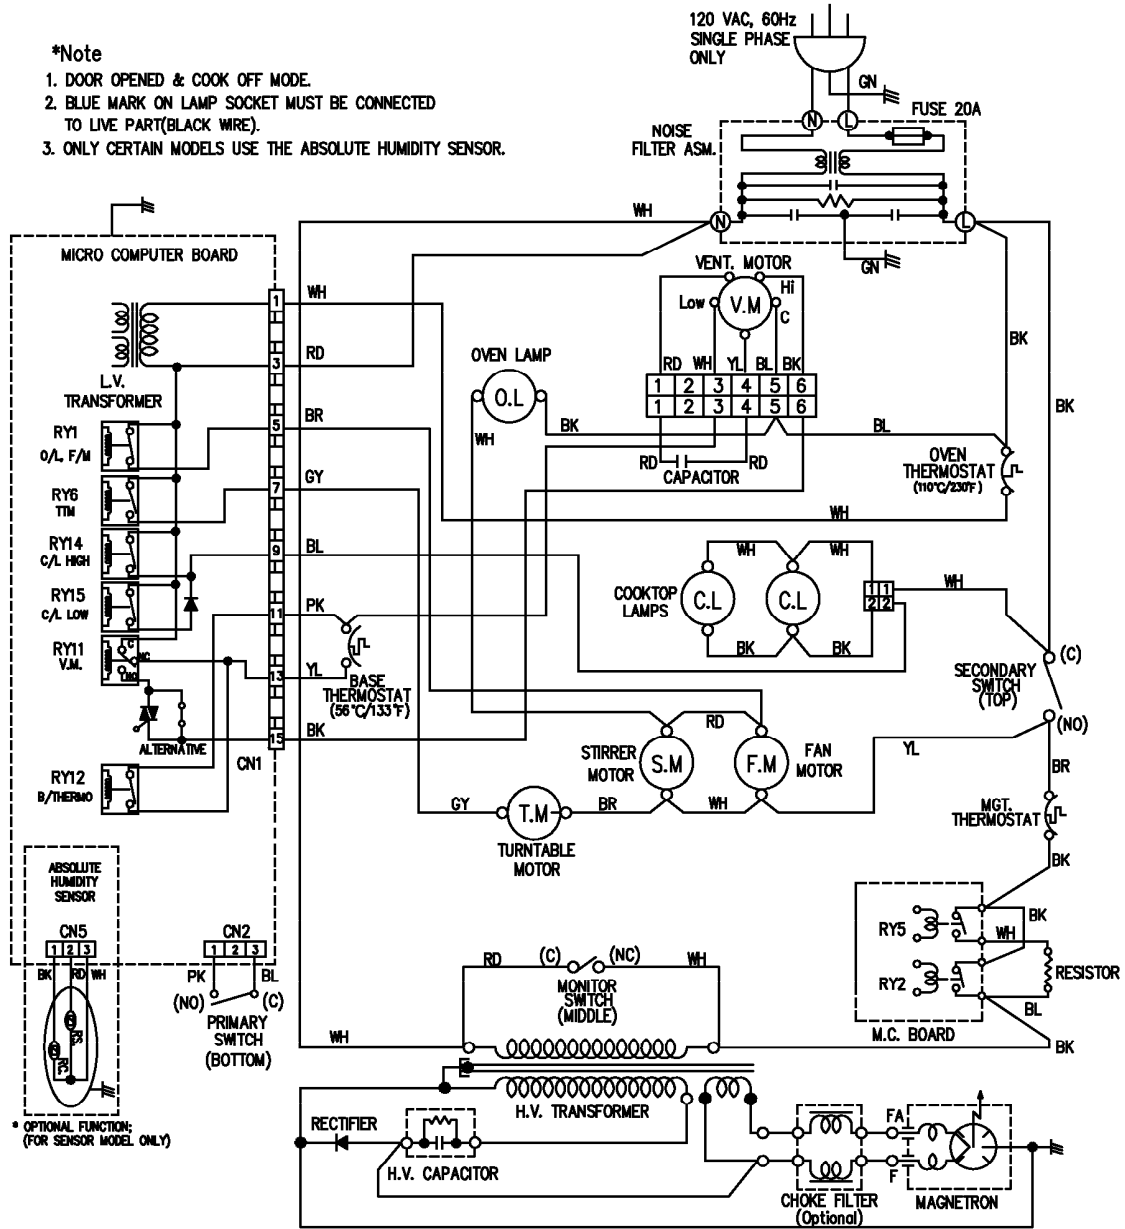 120 VAC, 60Hz
SINGLE PHASE
ONLY
*Note
1. DOOR OPENED & COOK OFF MODE.
2. BLUE MARK ON LAMP SOCKET MUST BE CONNECTED
TO LIVE PART(BLACK WIRE).
3. ONLY CERTAIN MODELS USE THE ABSOLUTE HUMIDITY SENSOR.
GN
N
L
FUSE 20A
NOISE
FILTER ASM.
N
L
GN
WH
MICRO COMPUTER BOARD
VENT. MOTOR
Low
V.M
Hi
C
RD WH YL BL BK
1 2 3 4 5 6
1 2 3 4 5 6
RD
RD
CAPACITOR
1
WH
3
RD
L.V.
TRANSFORMER
OVEN LAMP
O.L
WH
BK
BL
BK
BK
OVEN
THERMOSTAT
(110°C/230°F)
WH
RY1
O/L, F/M
5
BR
RY6
TTM
7
GY
RY14
C/L HIGH
9
BL
RY15
C/L LOW
11
PK
RY11
V.M.
C
NC
NO
13
YL
BASE
THERMOSTAT
(56°C/133°F)
ALTERNATIVE
15
BK
CN1
RY12
B/THERMO
WH
WH
COOKTOP
LAMPS
C.L
C.L
1 1
2 2
WH
BK
BK
(C)
SECONDARY
SWITCH
(TOP)
(NO)
RD
STIRRER
MOTOR
S.M
F.M
FAN
MOTOR
YL
BR
GY
T.M
BR
WH
TURNTABLE
MOTOR
MGT.
THERMOSTAT
BK
ABSOLUTE
HUMIDITY
SENSOR
CN5
1 2 3
BK RD WH
RS
RC
* OPTIONAL FUNCTION;
(FOR SENSOR MODEL ONLY)
CN2
1 2 3
PK
BL
(NO)
(C)
PRIMARY
SWITCH
(BOTTOM)
RY5
BK
WH
RY2
RESISTOR
BL
M.C. BOARD
BK
RD
(C)
(NC)
WH
MONITOR
SWITCH
(MIDDLE)
WH
H.V. TRANSFORMER
RECTIFIER
H.V. CAPACITOR
FA
F
CHOKE FILTER
(Optional)
MAGNETRON